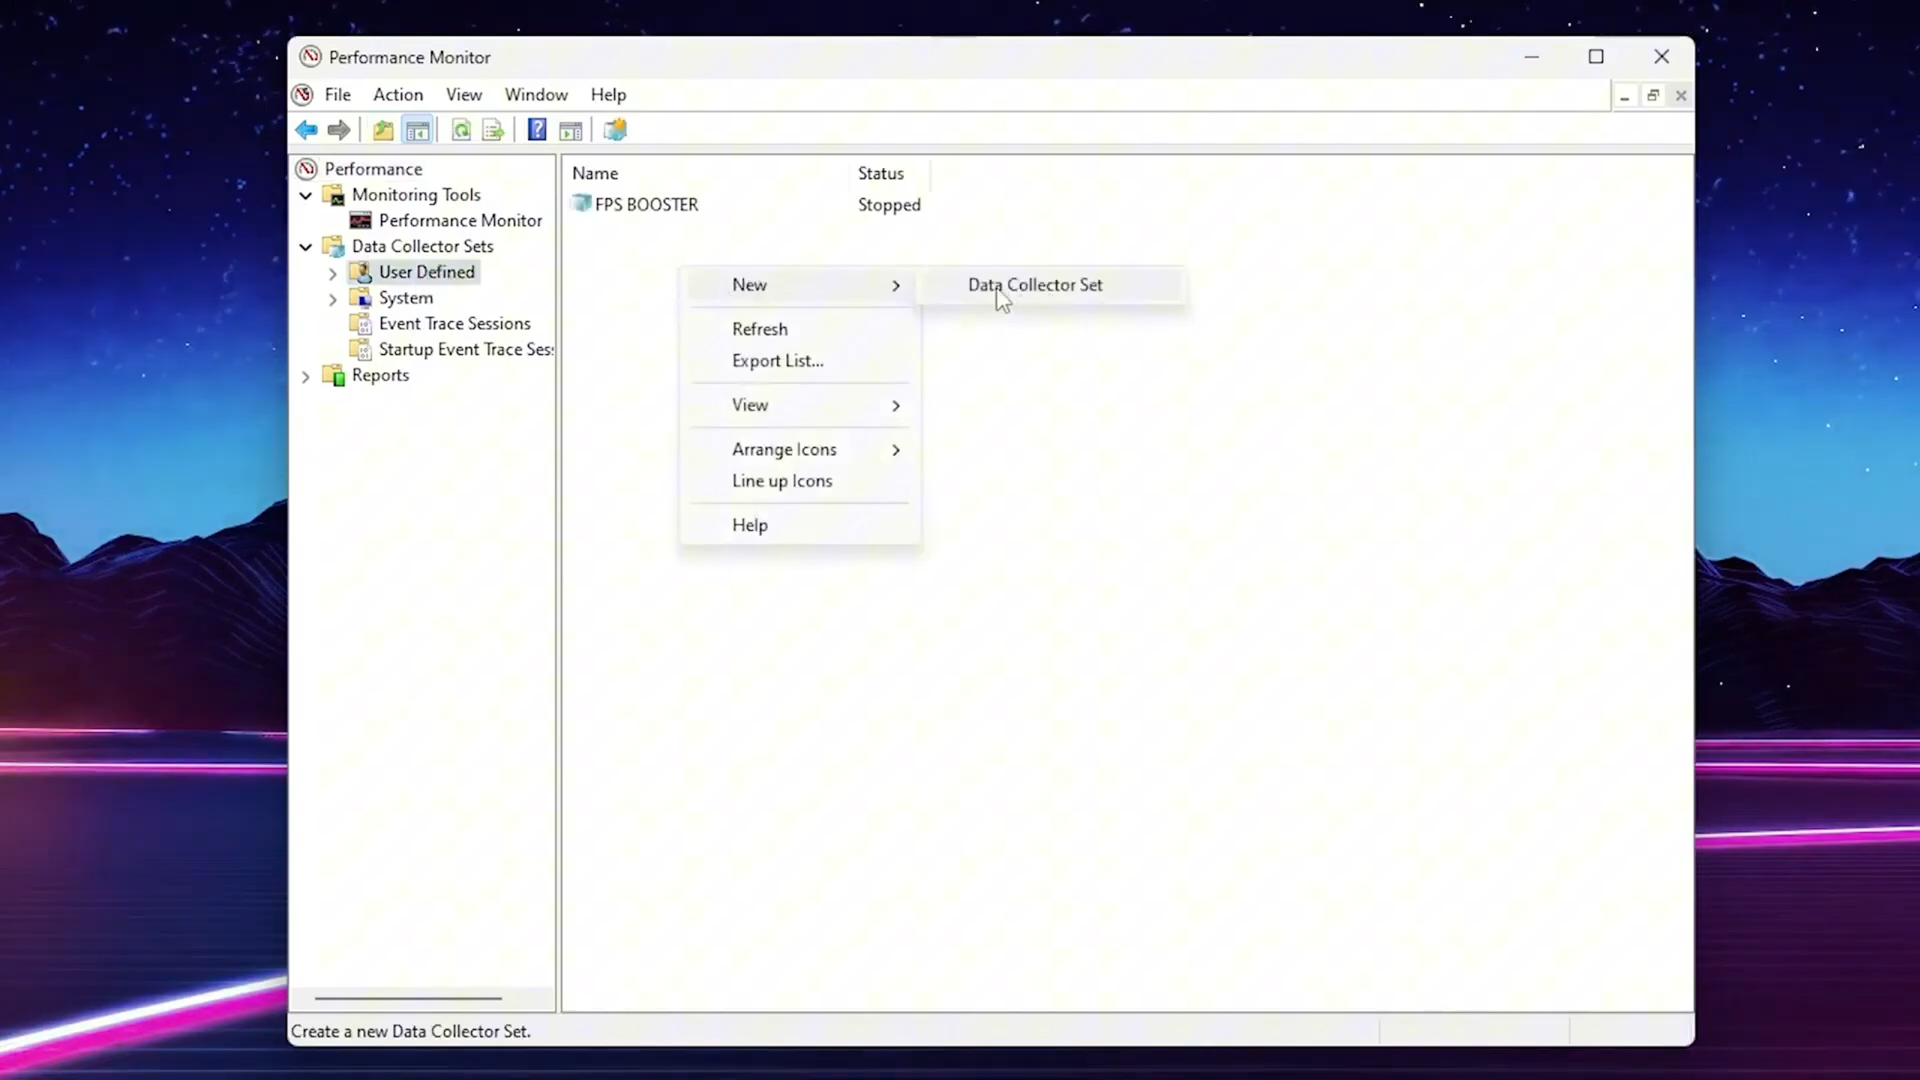 Performance Monitor
File Action View Window Help
Performance
Monitoring Tools
Performance Monitor
Data Collector Sets
User Defined
System
Event Trace Sessions
Startup Event Trace Ses
Reports
Name Status
FPS BOOSTER Stopped
New
Data Collector Set
Refresh
Export List...
View
Arrange Icons
Line up Icons
Help
Create a new Data Collector Set.